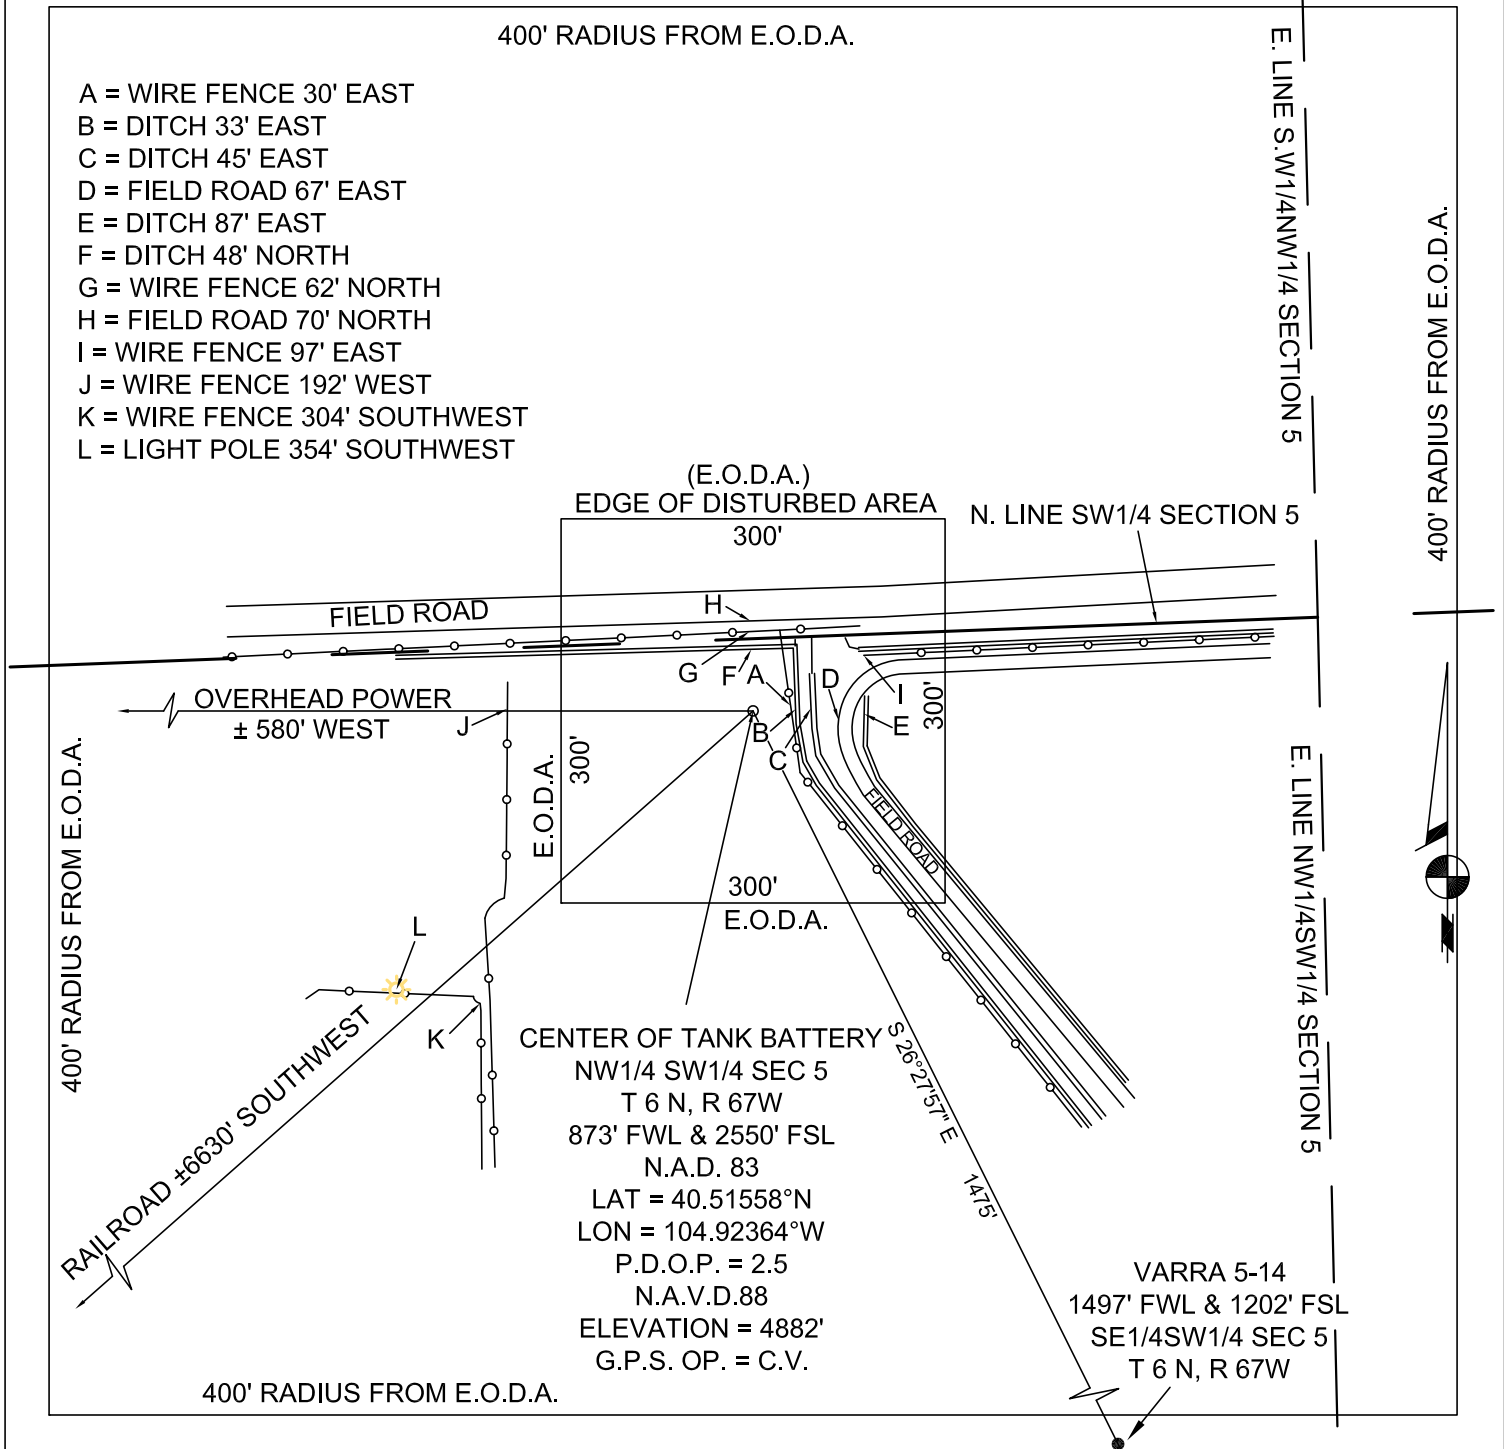 400' RADIUS FROM E.O.D.A.
A = WIRE FENCE 30' EAST
B = DITCH 33' EAST
C = DITCH 45' EAST
D = FIELD ROAD 67' EAST
E = DITCH 87' EAST
F = DITCH 48' NORTH
G = WIRE FENCE 62' NORTH
H = FIELD ROAD 70' NORTH
I = WIRE FENCE 97' EAST
J = WIRE FENCE 192' WEST
K = WIRE FENCE 304' SOUTHWEST
L = LIGHT POLE 354' SOUTHWEST
E. LINE S.W1/4NW1/4 SECTION 5
400' RADIUS FROM E.O.D.A.
(E.O.D.A.)
EDGE OF DISTURBED AREA
300'
N. LINE SW1/4 SECTION 5
FIELD ROAD
H
G
F
A
D
I
E
B
C
J
300'
OVERHEAD POWER
± 580' WEST
E.O.D.A.
300'
FIELD ROAD
300'
E.O.D.A.
E. LINE NW1/4SW1/4 SECTION 5
400' RADIUS FROM E.O.D.A.
L
K
RAILROAD ±6630' SOUTHWEST
CENTER OF TANK BATTERY
NW1/4 SW1/4 SEC 5
T 6 N, R 67W
873' FWL & 2550' FSL
N.A.D. 83
LAT = 40.51558°N
LON = 104.92364°W
P.D.O.P. = 2.5
N.A.V.D.88
ELEVATION = 4882'
G.P.S. OP. = C.V.
S 26°27'57" E
1475'
VARRA 5-14
1497' FWL & 1202' FSL
SE1/4SW1/4 SEC 5
T 6 N, R 67W
400' RADIUS FROM E.O.D.A.
N